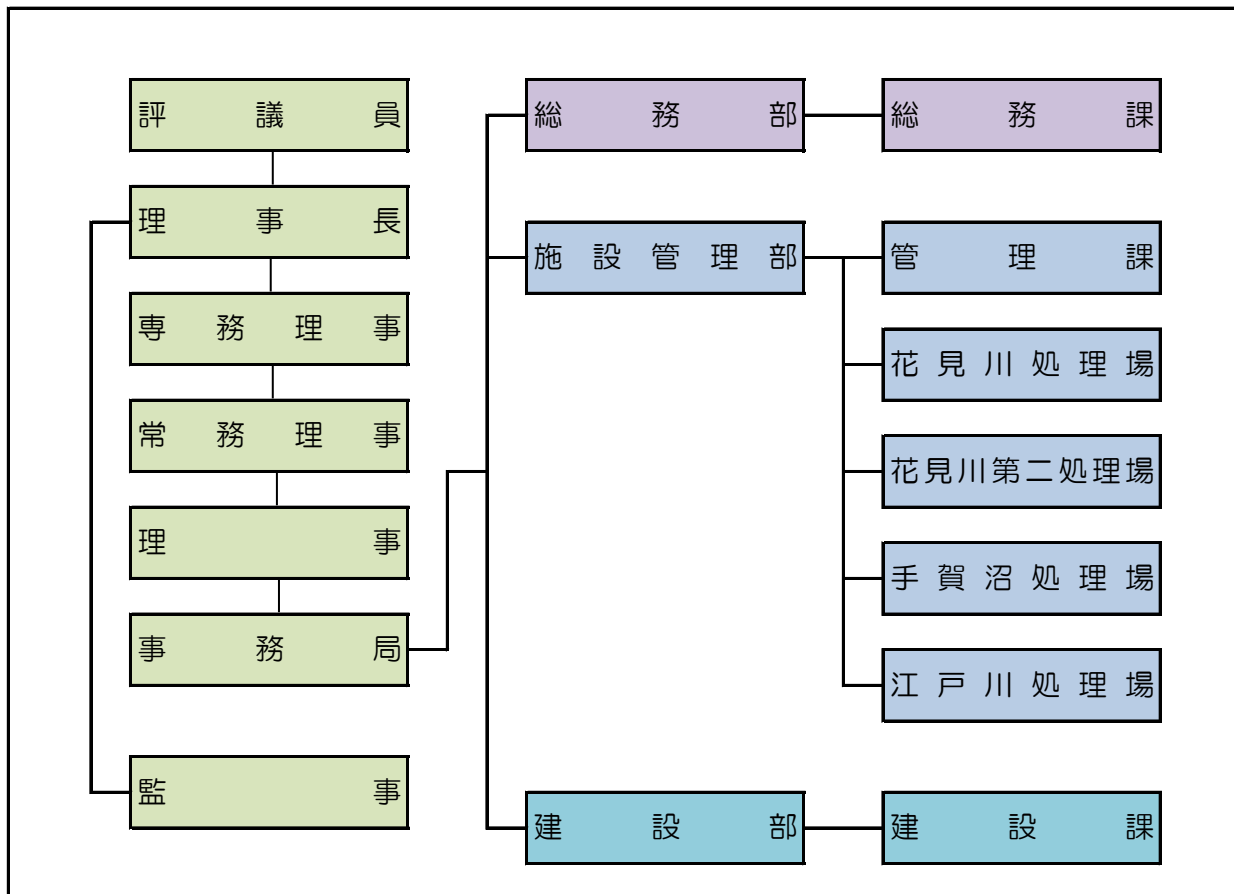 評議員
理事長
専務理事
常務理事
理事
事務局
監事
総務部
総務課
施設管理部
管理課
花見川処理場
花見川第二処理場
手賀沼処理場
江戸川処理場
建設部
建設課